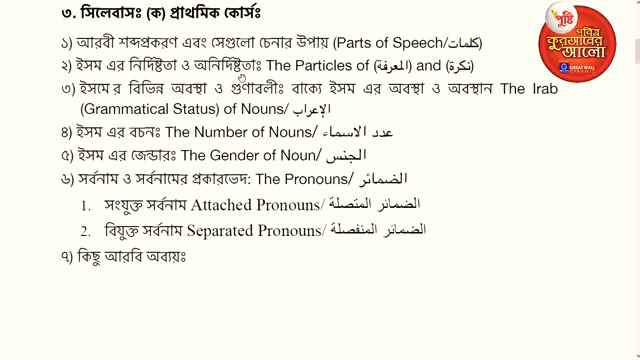 ৩. সিলেবাসঃ (ক) প্রাথমিক কোর্সঃ
১) আরবী শব্দপ্রকরণ এবং সেগুলো চেনার উপায় (Parts of Speech/كلمات)
২) ইসম এর নির্দিষ্টতা ও অনির্দিষ্টতাঃ The Particles of (المعرفة) and (نكرة)
৩) ইসমের বিভিন্ন অবস্থা ও গুণাবলীঃ বাক্যে ইসম এর অবস্থা ও অবস্থান The Irab
(Grammatical Status) of Nouns/ الإعراب
৪) ইসম এর বচন: The Number of Nouns/ عدد الاسماء
৫) ইসম এর জেন্ডারঃ The Gender of Noun/ الجنس
৬) সর্বনাম ও সর্বনামের প্রকারভেদ: The Pronouns/ الضمائر
1. সংযুক্ত সর্বনাম Attached Pronouns/ الضمائر المتصلة
2. বিযুক্ত সর্বনাম Separated Pronouns/ الضمائر المنفصلة
৭) কিছু আরবি অব্যয়ঃ
পুষ্টি
পবিত্র
কুরআনের
আলো
GREAT WALL
CERAMIC